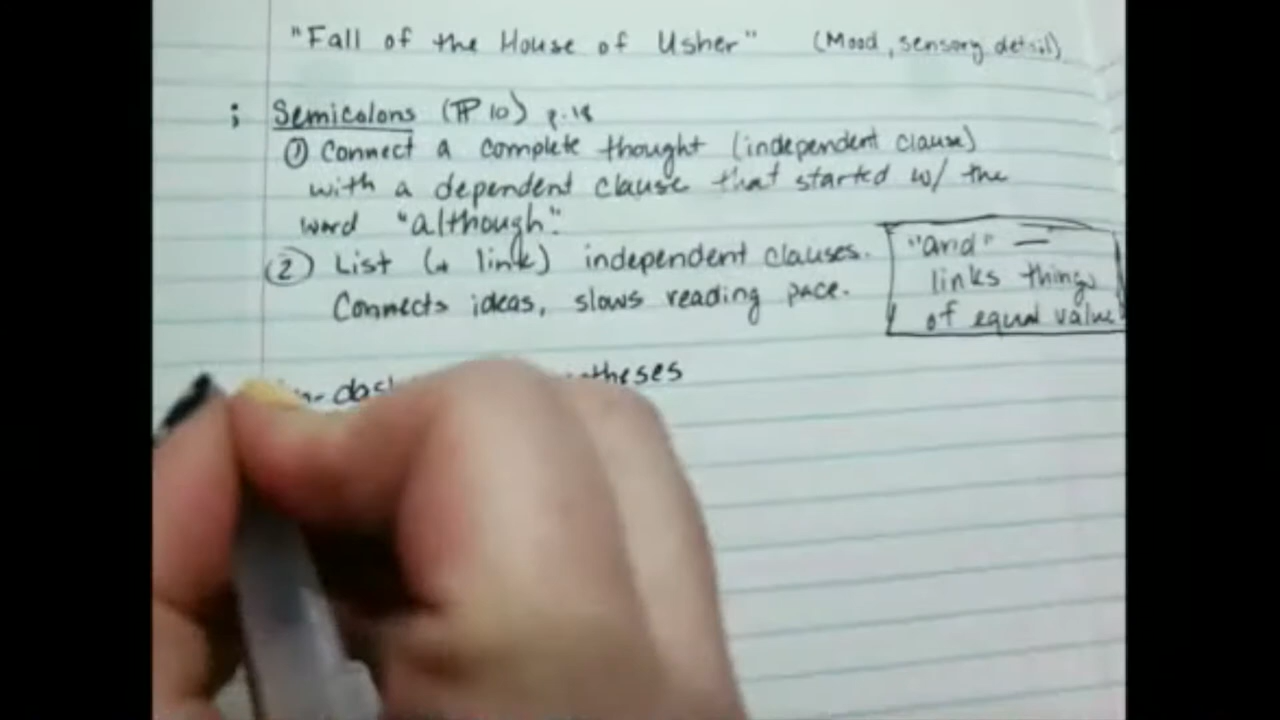 "Fall of the House of Usher" (Mood, sensory detail)
; Semicolons (¶ 10) p. 18
① Connect a complete thought (independent clause)
with a dependent clause that started w/ the
word "although".
② List (+ link) independent clauses.
Connects ideas, slows reading pace.
"and" —
links things
of equal value